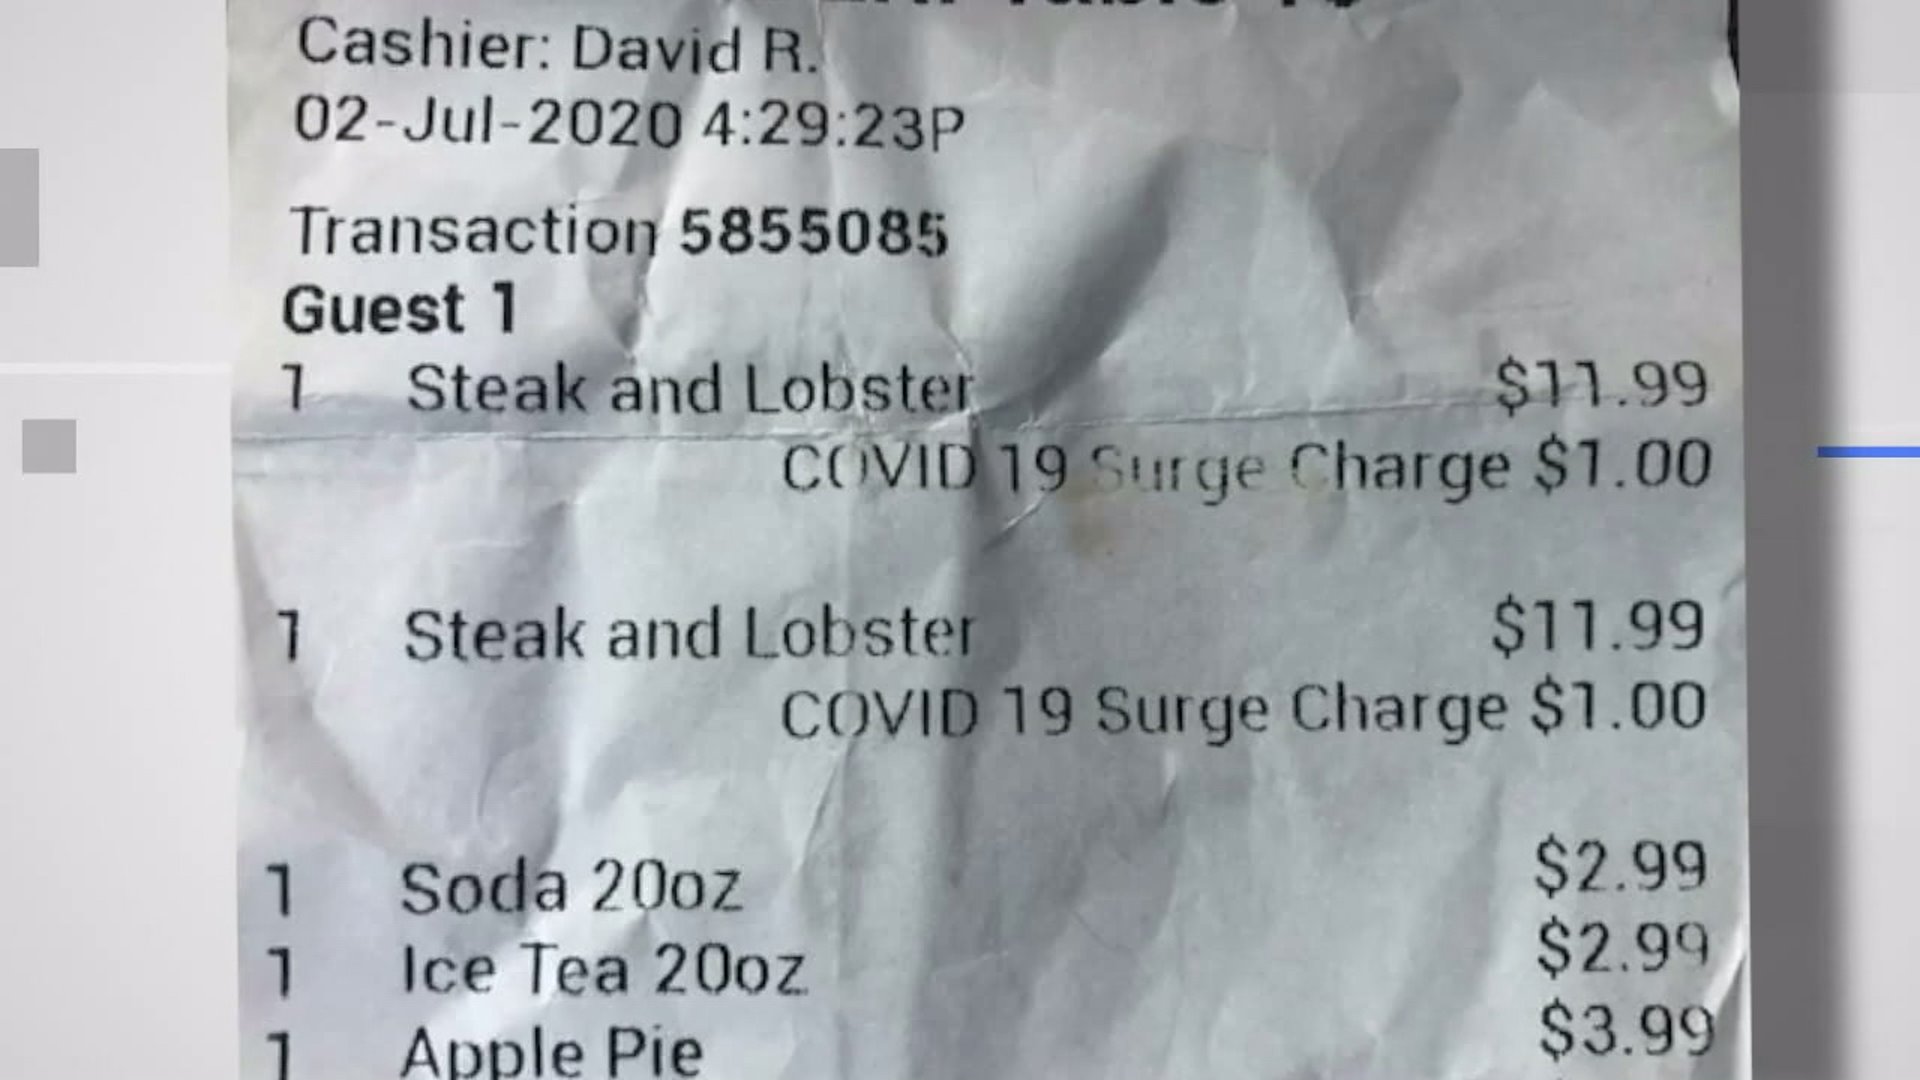 Cashier: David R.
02-Jul-2020 4:29:23P
Transaction 5855085
Guest 1
1 Steak and Lobster $11.99
COVID 19 Surge Charge $1.00
1 Steak and Lobster $11.99
COVID 19 Surge Charge $1.00
1 Soda 20oz $2.99
1 Ice Tea 20oz $2.99
1 Apple Pie $3.99